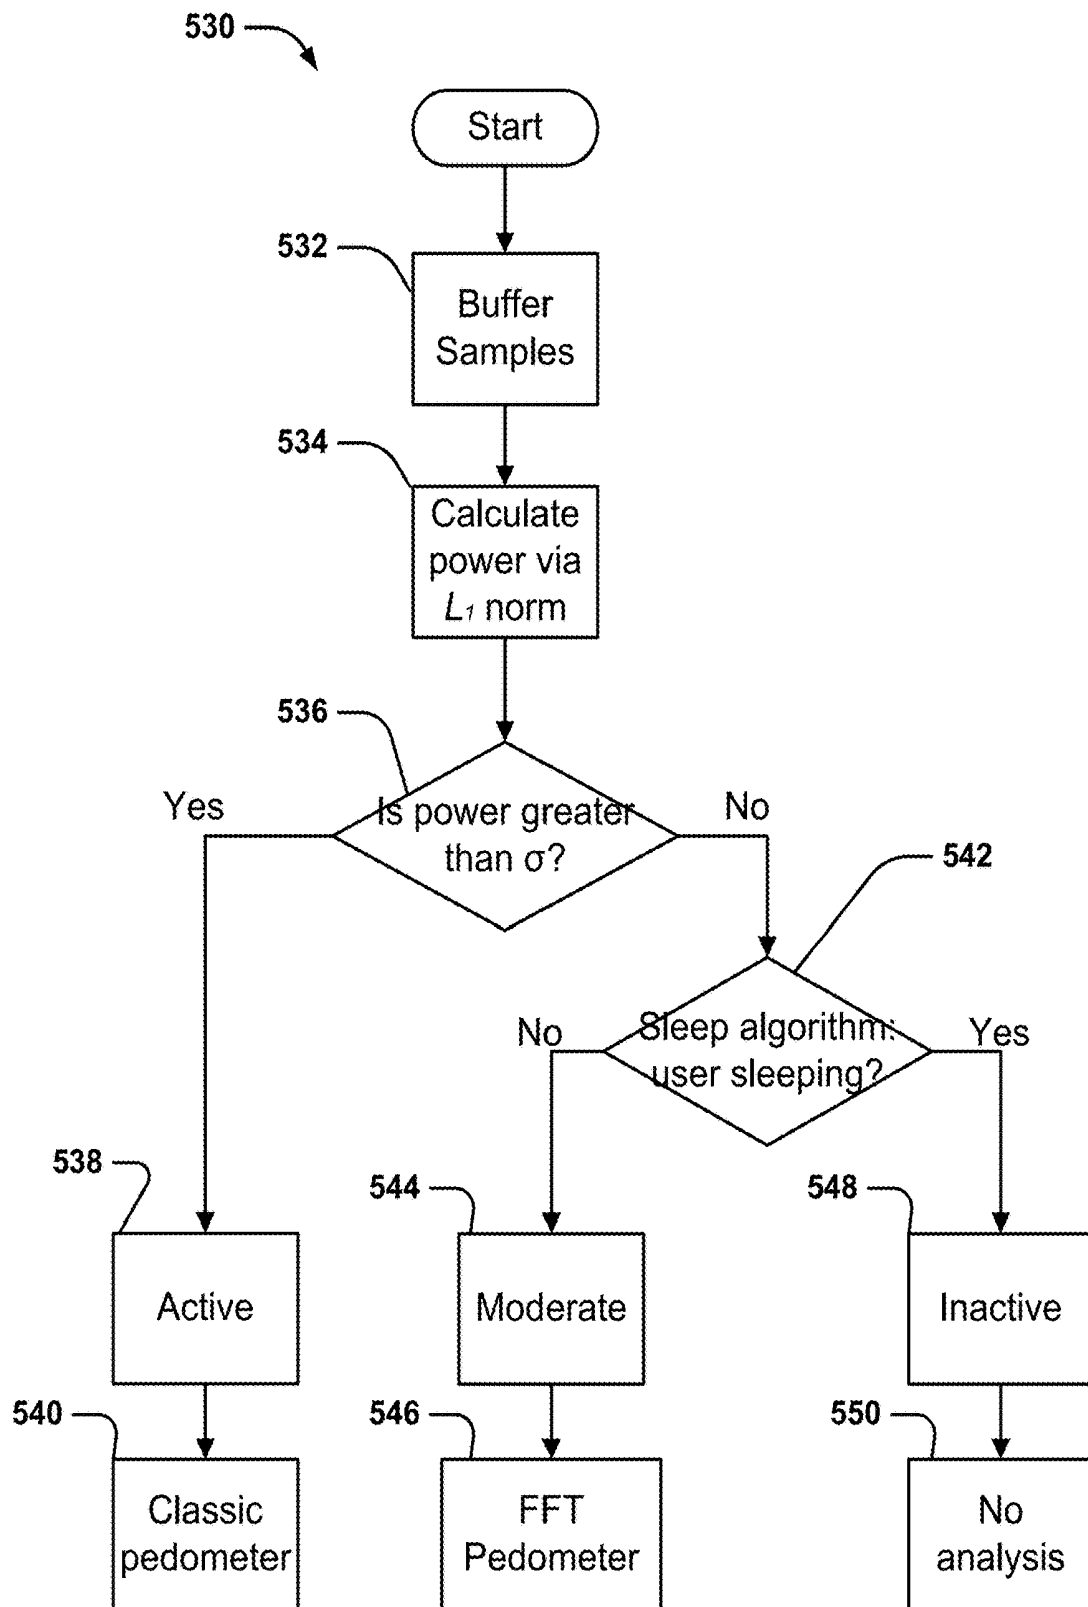 530
Start
532
Buffer
Samples
534
Calculate
power via
L₁ norm
536
Yes
Is power greater
than σ?
No
542
No
Sleep algorithm:
user sleeping?
Yes
538
544
548
Active
Moderate
Inactive
540
546
550
Classic
pedometer
FFT
Pedometer
No
analysis